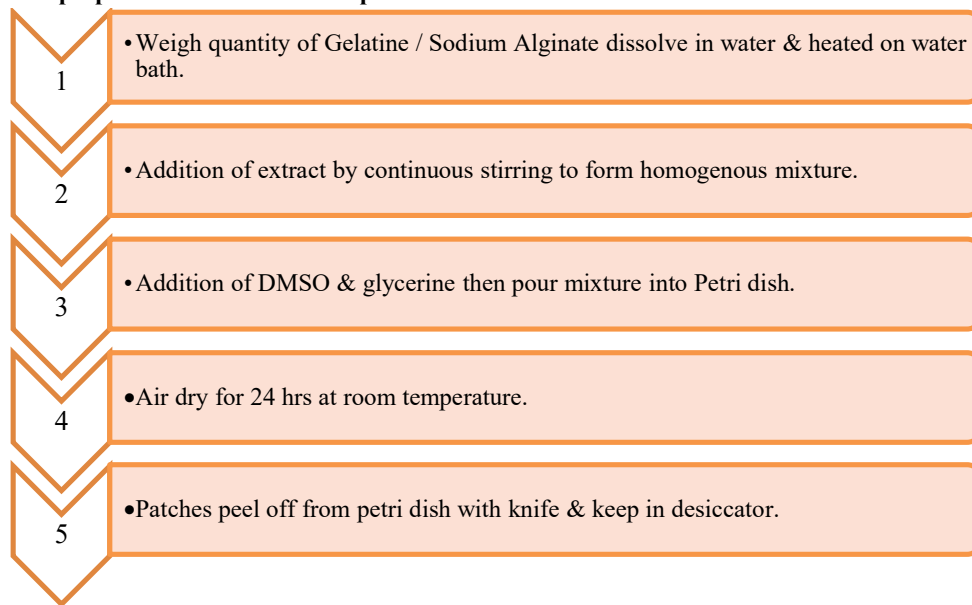 1
• Weigh quantity of Gelatine / Sodium Alginate dissolve in water & heated on water
bath.
2
• Addition of extract by continuous stirring to form homogenous mixture.
3
• Addition of DMSO & glycerine then pour mixture into Petri dish.
4
•Air dry for 24 hrs at room temperature.
5
•Patches peel off from petri dish with knife & keep in desiccator.